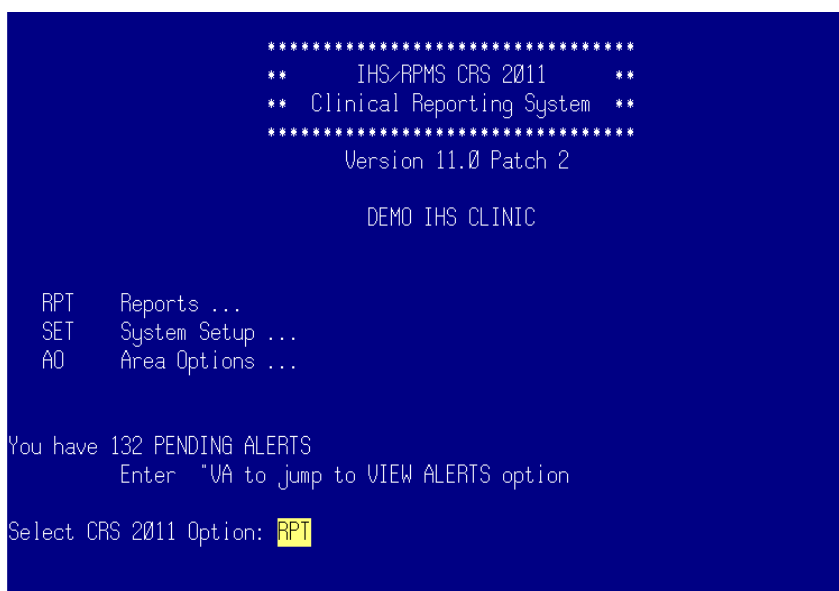 *********************************
** IHS/RPMS CRS 2011 **
** Clinical Reporting System **
*********************************
Version 11.0 Patch 2
DEMO IHS CLINIC
RPT Reports ...
SET System Setup ...
AO Area Options ...
You have 132 PENDING ALERTS
Enter "VA to jump to VIEW ALERTS option
Select CRS 2011 Option: RPT